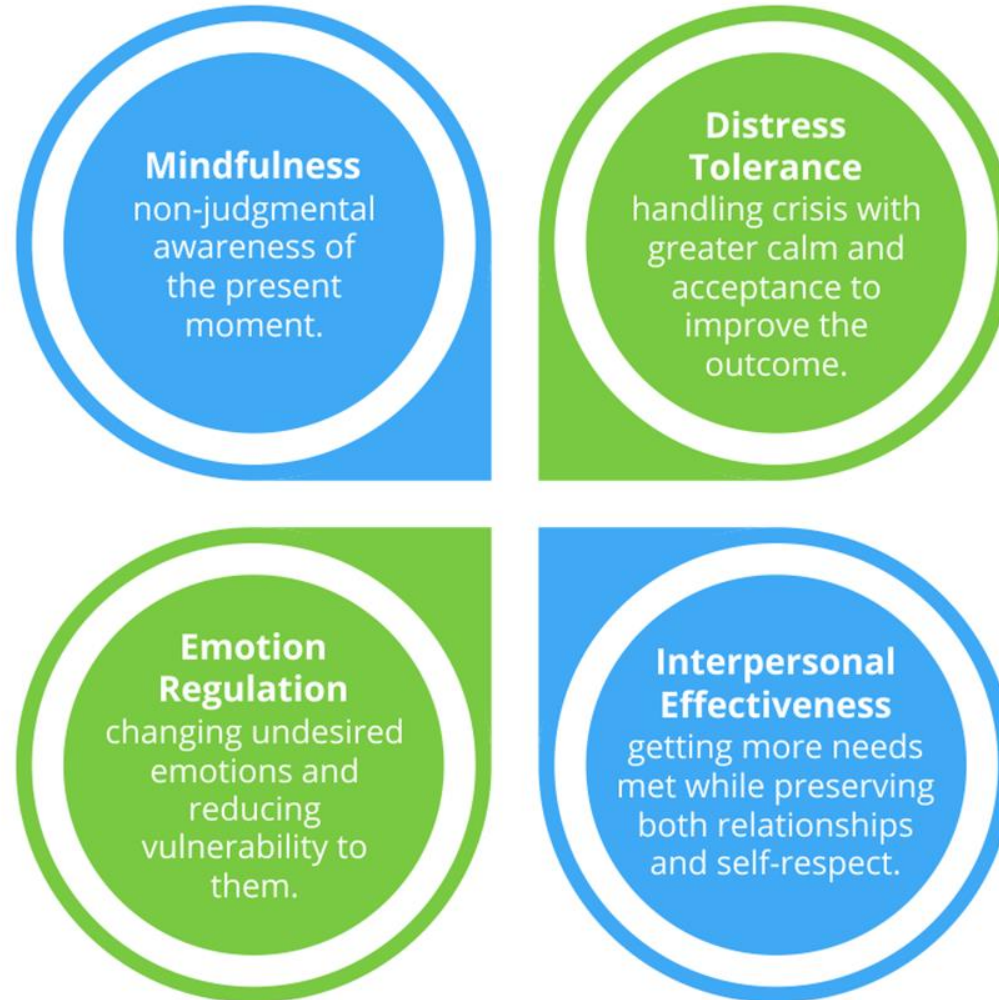 Mindfulness
non-judgmental
awareness of
the present
moment.
Distress
Tolerance
handling crisis with
greater calm and
acceptance to
improve the
outcome.
Emotion
Regulation
changing undesired
emotions and
reducing
vulnerability to
them.
Interpersonal
Effectiveness
getting more needs
met while preserving
both relationships
and self-respect.